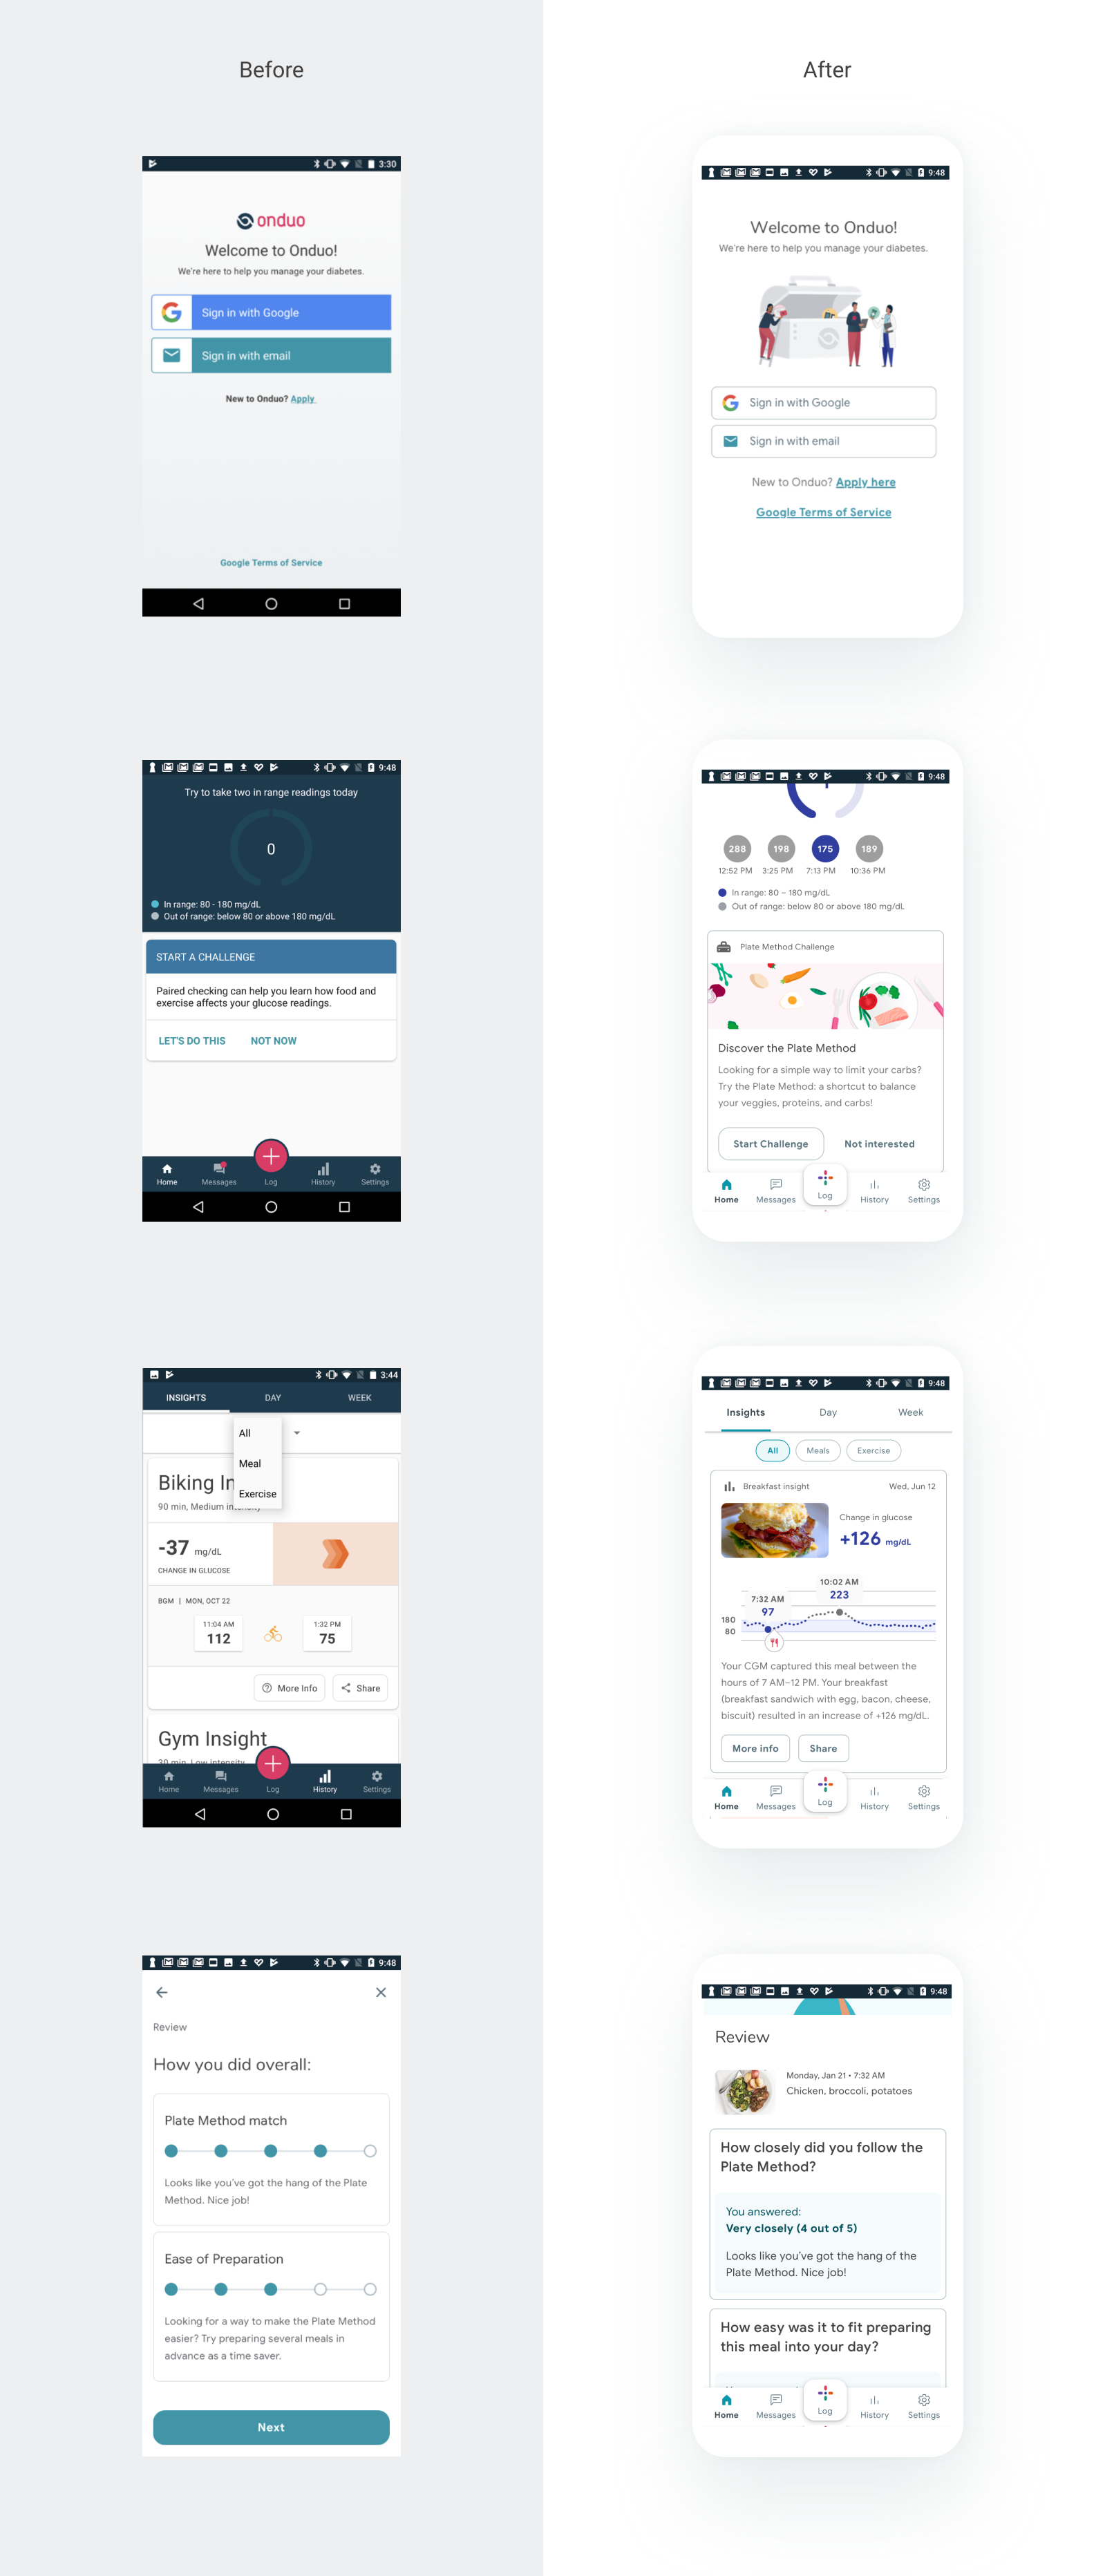 Before
After
3:30
onduo
Welcome to Onduo!
We're here to help you manage your diabetes.
Sign in with Google
Sign in with email
New to Onduo? Apply
Google Terms of Service
9:48
Welcome to Onduo!
We're here to help you manage your diabetes.
Sign in with Google
Sign in with email
New to Onduo? Apply here
Google Terms of Service
9:48
Try to take two in range readings today
0
In range: 80 - 180 mg/dL
Out of range: below 80 or above 180 mg/dL
START A CHALLENGE
Paired checking can help you learn how food and
exercise affects your glucose readings.
LET'S DO THIS NOT NOW
Home Messages Log History Settings
9:48
288 198 175 189
12:52 PM 3:25 PM 7:13 PM 10:36 PM
In range: 80 – 180 mg/dL
Out of range: below 80 or above 180 mg/dL
Plate Method Challenge
Discover the Plate Method
Looking for a simple way to limit your carbs?
Try the Plate Method: a shortcut to balance
your veggies, proteins, and carbs!
Start Challenge Not interested
Home Messages Log History Settings
3:44
INSIGHTS DAY WEEK
All
Meal
Exercise
Biking In
90 min, Medium intensity
-37 mg/dL
CHANGE IN GLUCOSE
BGM | MON, OCT 22
11:04 AM 1:32 PM
112 75
More Info Share
Gym Insight
30 min, Low intensity
Home Messages Log History Settings
9:48
Insights Day Week
All Meals Exercise
Breakfast insight Wed, Jun 12
Change in glucose
+126 mg/dL
10:02 AM
223
7:32 AM
97
180
80
Your CGM captured this meal between the
hours of 7 AM–12 PM. Your breakfast
(breakfast sandwich with egg, bacon, cheese,
biscuit) resulted in an increase of +126 mg/dL.
More info Share
Home Messages Log History Settings
9:48
Review
How you did overall:
Plate Method match
Looks like you've got the hang of the Plate
Method. Nice job!
Ease of Preparation
Looking for a way to make the Plate Method
easier? Try preparing several meals in
advance as a time saver.
Next
9:48
Review
Monday, Jan 21 • 7:32 AM
Chicken, broccoli, potatoes
How closely did you follow the
Plate Method?
You answered:
Very closely (4 out of 5)
Looks like you've got the hang of the
Plate Method. Nice job!
How easy was it to fit preparing
this meal into your day?
Home Messages Log History Settings